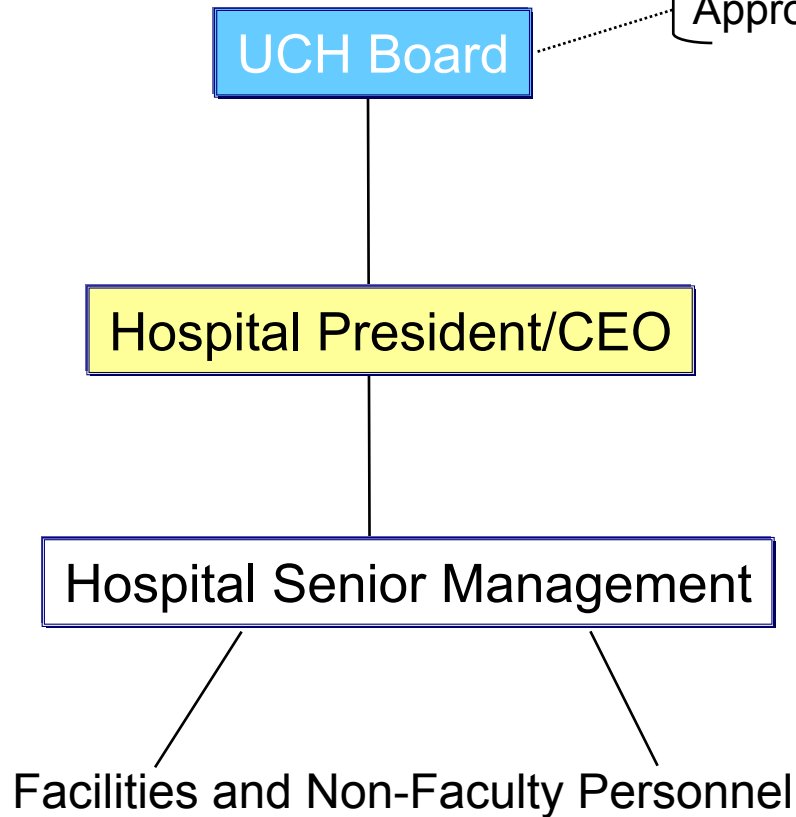 UCH Board
Hospital President/CEO
Hospital Senior Management
Facilities and Non-Faculty Personnel